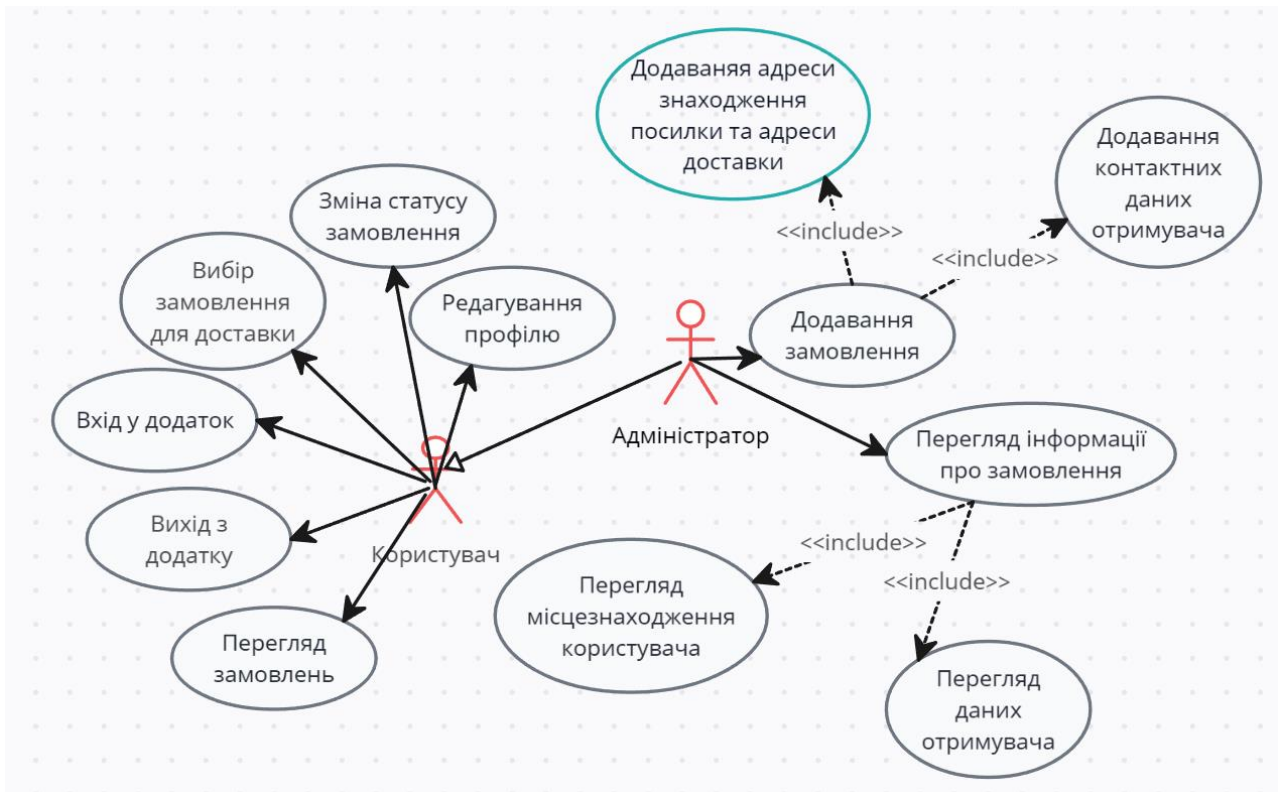 Додаваняя адреси
знаходження
посилки та адреси
доставки
Додавання
контактних
даних
отримувача
Зміна статусу
замовлення
<<include>>
<<include>>
Вибір
замовлення
для доставки
Редагування
профілю
Додавання
замовлення
Вхід у додаток
Адміністратор
Перегляд інформації
про замовлення
Вихід з
додатку
Користувач
<<include>>
<<include>>
Перегляд
місцезнаходження
користувача
Перегляд
замовлень
Перегляд
даних
отримувача